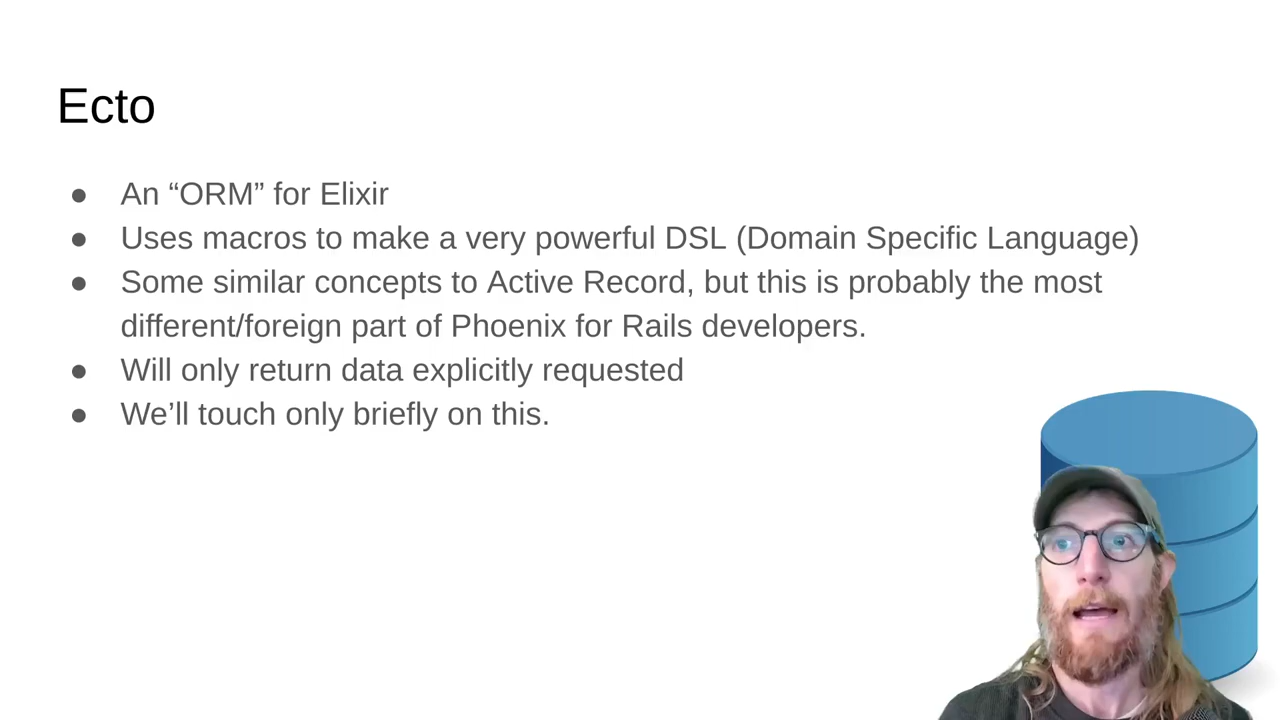 Ecto
● An “ORM” for Elixir
● Uses macros to make a very powerful DSL (Domain Specific Language)
● Some similar concepts to Active Record, but this is probably the most
different/foreign part of Phoenix for Rails developers.
● Will only return data explicitly requested
● We’ll touch only briefly on this.